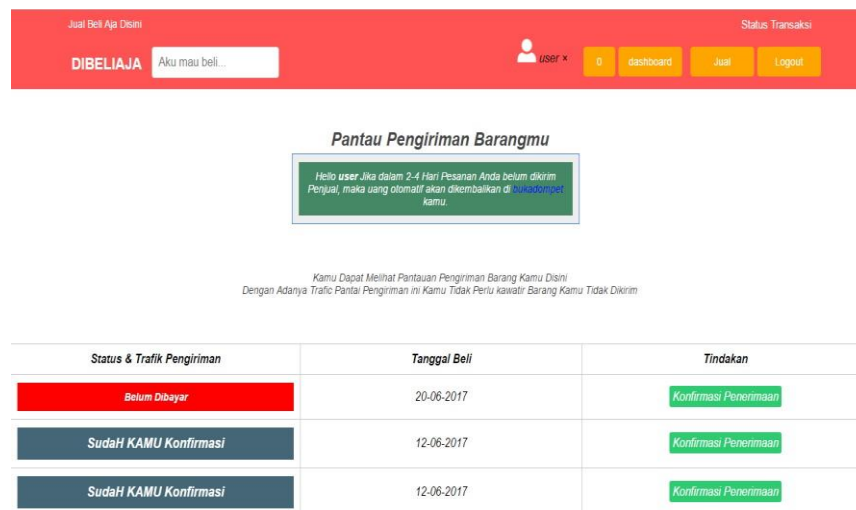 Jual Beli Aja Disini
Status Transaksi
DIBELIAJA
Aku mau beli...
user ×
0
dashboard
Jual
Logout
Pantau Pengiriman Barangmu
Hello user Jika dalam 2-4 Hari Pesanan Anda belum dikirim
Penjual, maka uang otomatif akan dikembalikan di bukadompet
kamu.
Kamu Dapat Melihat Pantauan Pengiriman Barang Kamu Disini
Dengan Adanya Trafic Pantai Pengiriman ini Kamu Tidak Perlu kawatir Barang Kamu Tidak Dikirim
Status & Trafik Pengiriman
Tanggal Beli
Tindakan
Belum Dibayar
20-06-2017
Konfirmasi Penerimaan
SudaH KAMU Konfirmasi
12-06-2017
Konfirmasi Penerimaan
SudaH KAMU Konfirmasi
12-06-2017
Konfirmasi Penerimaan